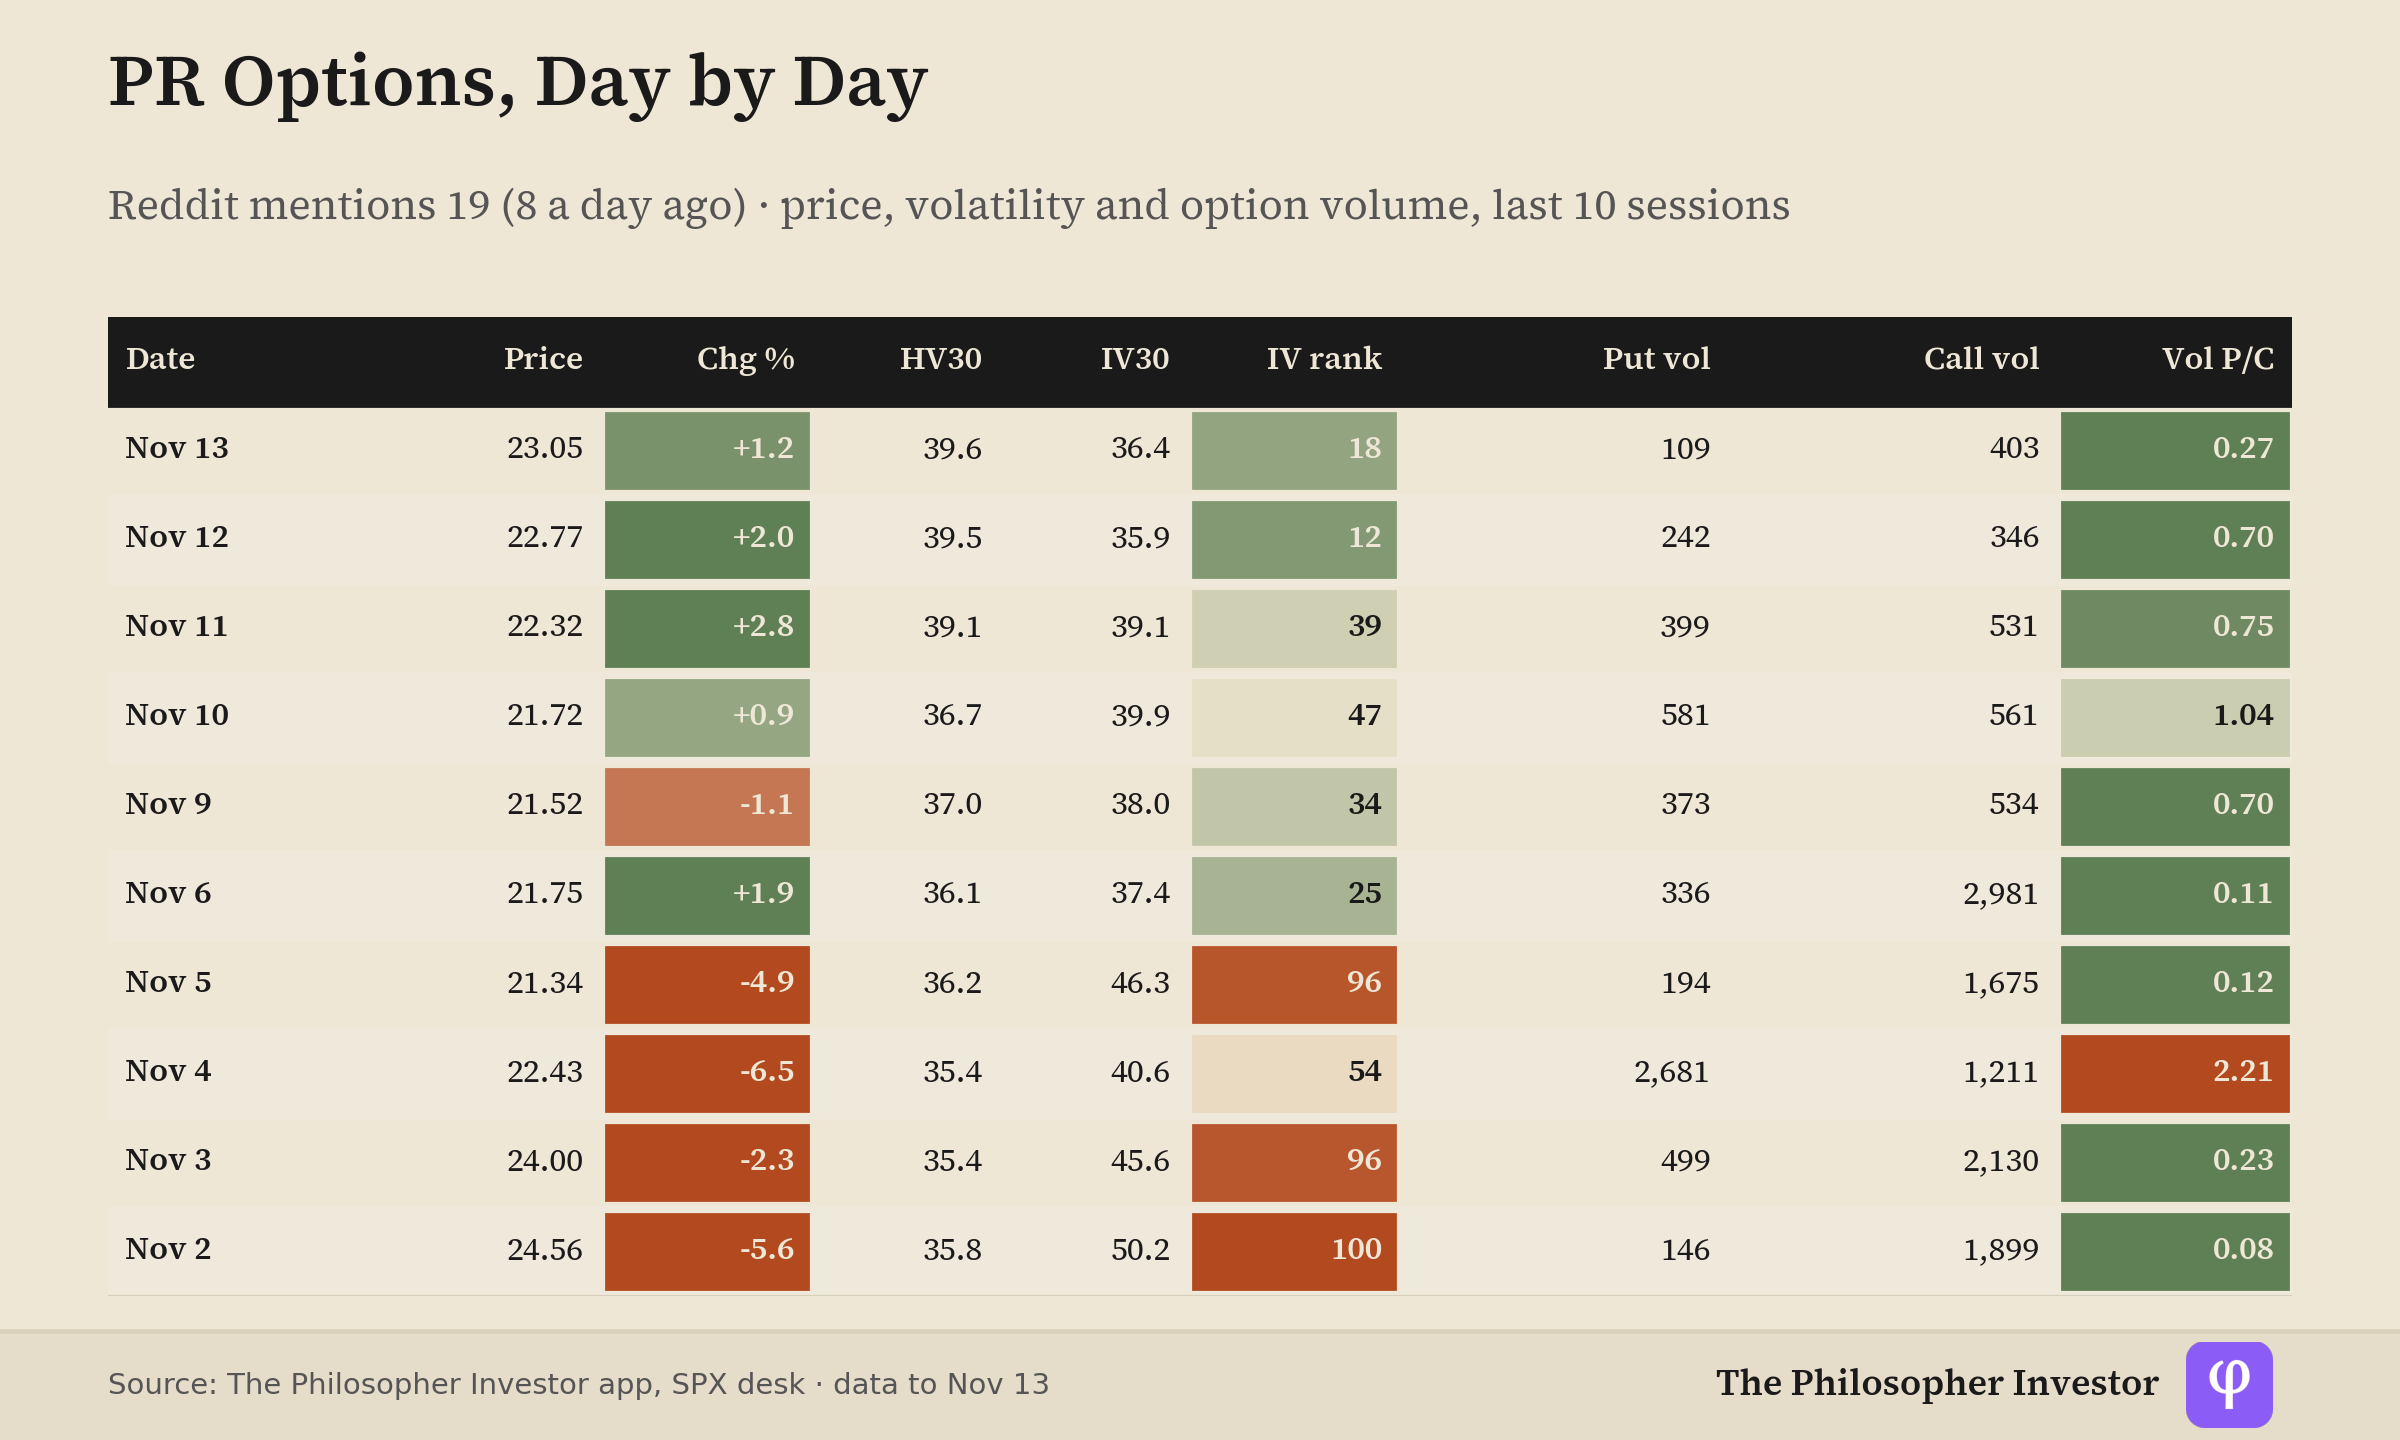 PR Options, Day by Day
Reddit mentions 19 (8 a day ago) · price, volatility and option volume, last 10 sessions
Date Price Chg % HV30 IV30 IV rank Put vol Call vol Vol P/C
Nov 13 23.05 +1.2 39.6 36.4 18 109 403 0.27
Nov 12 22.77 +2.0 39.5 35.9 12 242 346 0.70
Nov 11 22.32 +2.8 39.1 39.1 39 399 531 0.75
Nov 10 21.72 +0.9 36.7 39.9 47 581 561 1.04
Nov 9 21.52 -1.1 37.0 38.0 34 373 534 0.70
Nov 6 21.75 +1.9 36.1 37.4 25 336 2,981 0.11
Nov 5 21.34 -4.9 36.2 46.3 96 194 1,675 0.12
Nov 4 22.43 -6.5 35.4 40.6 54 2,681 1,211 2.21
Nov 3 24.00 -2.3 35.4 45.6 96 499 2,130 0.23
Nov 2 24.56 -5.6 35.8 50.2 100 146 1,899 0.08
Source: The Philosopher Investor app, SPX desk · data to Nov 13
The Philosopher Investor φ